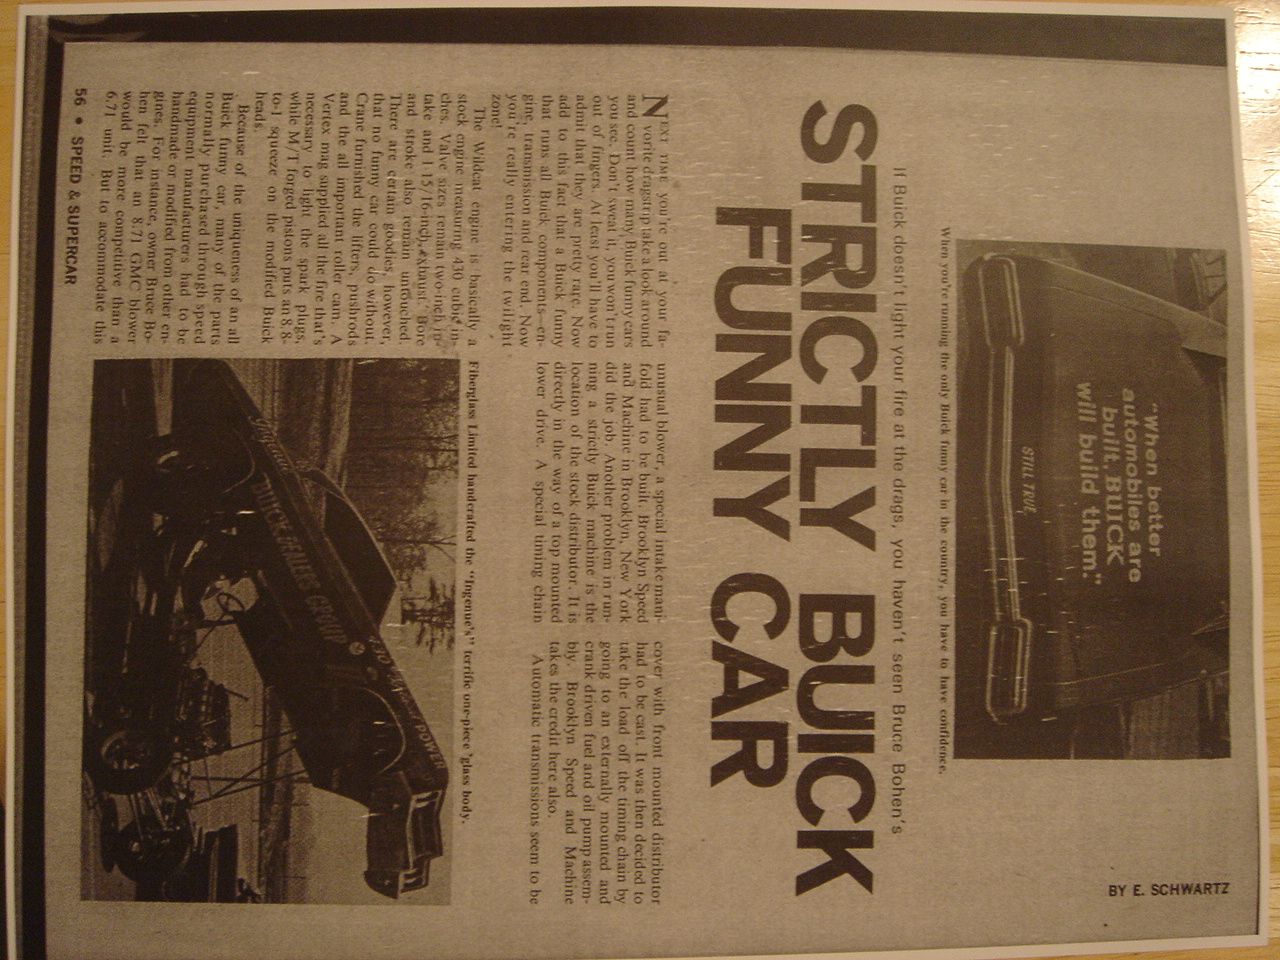 "When better
automobiles are
built, BUICK
will build them."
STILL TRUE
BY E. SCHWARTZ
When you're running the only Buick funny car in the country, you have to have confidence.
If Buick doesn't light your fire at the drags, you haven't seen Bruce Bohen's
STRICTLY BUICK
FUNNY CAR
NEXT TIME you're out at your fa-
vorite dragstrip take a look around
and count how many Buick funny cars
you see. Don't sweat it, you won't run
out of fingers. At least you'll have to
admit that they are pretty rare. Now
add to this fact that a Buick funny
that runs all Buick components—en-
gine, transmission and rear end. Now
you're really entering the twilight
zone!
The Wildcat engine is basically a
stock engine measuring 430 cubic in-
ches. Valve sizes remain two-inch in-
take and 1 15/16-inch exhaust. Bore
and stroke also remain untouched.
There are certain goodies, however,
that no funny car could do without.
Crane furnished the lifters, pushrods
and the all important roller cam. A
Vertex mag supplied all the fire that's
necessary to light the spark plugs,
while M/T forged pistons puts an 8.8-
to-1 squeeze on the modified Buick
heads.
Because of the uniqueness of an all
Buick funny car, many of the parts
normally purchased through speed
equipment manufacturers had to be
handmade or modified from other en-
gines. For instance, owner Bruce Bo-
hen felt that an 8.71 GMC blower
would be more competitive than a
6.71 unit. But to accommodate this
unusual blower, a special intake mani-
fold had to be built. Brooklyn Speed
and Machine in Brooklyn, New York
did the job. Another problem in run-
ning a strictly Buick machine is the
location of the stock distributor. It is
directly in the way of a top mounted
lower drive. A special timing chain
cover with front mounted distributor
had to be cast. It was then decided to
take the load off the timing chain by
going to an externally mounted and
crank driven fuel and oil pump assem-
bly. Brooklyn Speed and Machine
takes the credit here also.
Automatic transmissions seem to be
Fiberglass Limited handcrafted the "Ingenue's" terrific one-piece 'glass body.
BUICK DEALERS GROUP
POWER
56 • SPEED & SUPERCAR